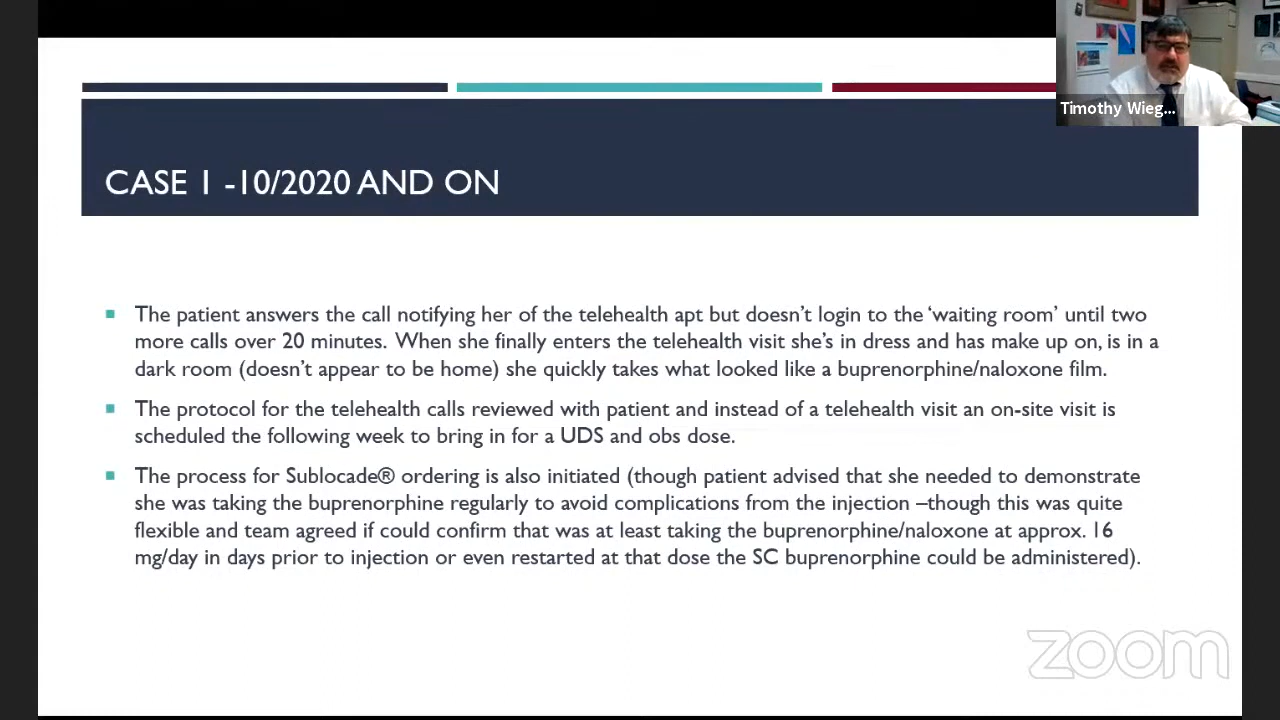 Timothy Wieg...
CASE 1 -10/2020 AND ON
The patient answers the call notifying her of the telehealth apt but doesn't login to the 'waiting room' until two
more calls over 20 minutes.  When she finally enters the telehealth visit she's in dress and has make up on, is in a
dark room (doesn't appear to be home) she quickly takes what looked like a buprenorphine/naloxone film.
The protocol for the telehealth calls reviewed with patient and instead of a telehealth visit an on-site visit is
scheduled the following week to bring in for a UDS and obs dose.
The process for Sublocade® ordering is also initiated (though patient advised that she needed to demonstrate
she was taking the buprenorphine regularly to avoid complications from the injection –though this was quite
flexible and team agreed if could confirm that was at least taking the buprenorphine/naloxone at approx. 16
mg/day in days prior to injection or even restarted at that dose the SC buprenorphine could be administered).
zoom